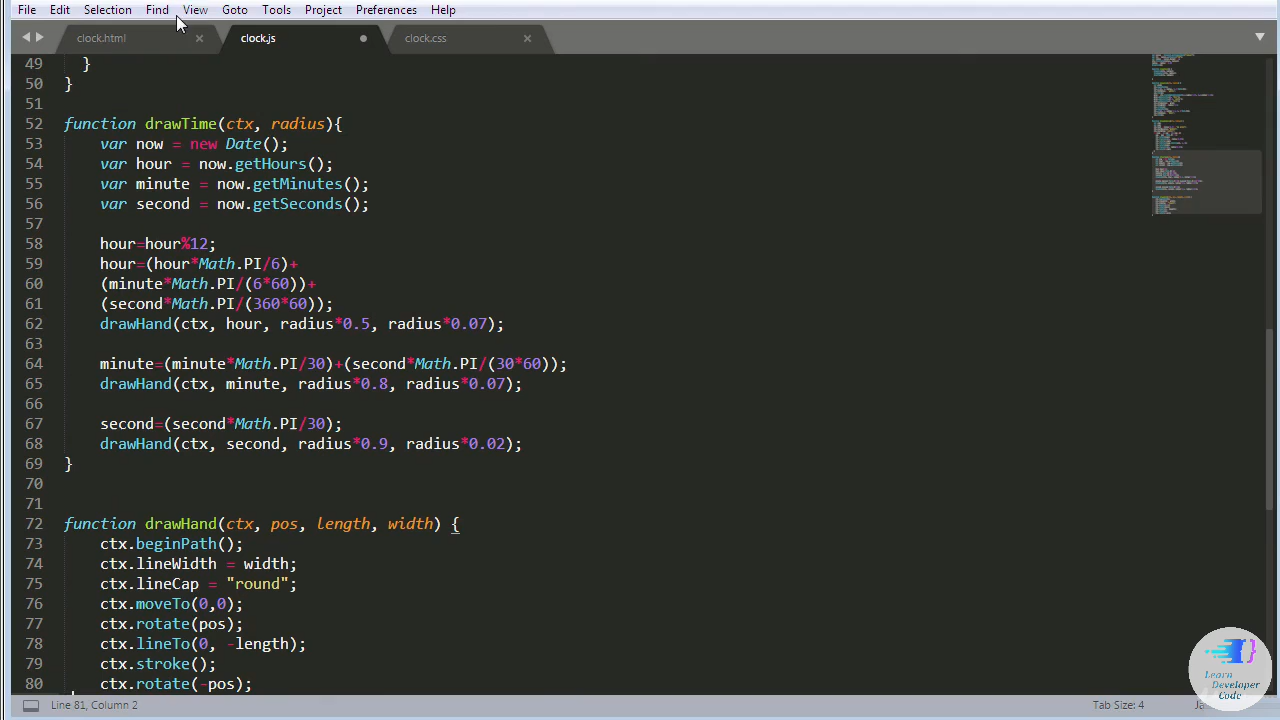 File Edit Selection Find View Goto Tools Project Preferences Help
clock.html clock.js clock.css
49 }
50 }
51
52 function drawTime(ctx, radius){
53 var now = new Date();
54 var hour = now.getHours();
55 var minute = now.getMinutes();
56 var second = now.getSeconds();
57
58 hour=hour%12;
59 hour=(hour*Math.PI/6)+
60 (minute*Math.PI/(6*60))+
61 (second*Math.PI/(360*60));
62 drawHand(ctx, hour, radius*0.5, radius*0.07);
63
64 minute=(minute*Math.PI/30)+(second*Math.PI/(30*60));
65 drawHand(ctx, minute, radius*0.8, radius*0.07);
66
67 second=(second*Math.PI/30);
68 drawHand(ctx, second, radius*0.9, radius*0.02);
69 }
70
71
72 function drawHand(ctx, pos, length, width) {
73 ctx.beginPath();
74 ctx.lineWidth = width;
75 ctx.lineCap = "round";
76 ctx.moveTo(0,0);
77 ctx.rotate(pos);
78 ctx.lineTo(0, -length);
79 ctx.stroke();
80 ctx.rotate(-pos);
Learn
Developer
Code
Line 81, Column 2 Tab Size: 4